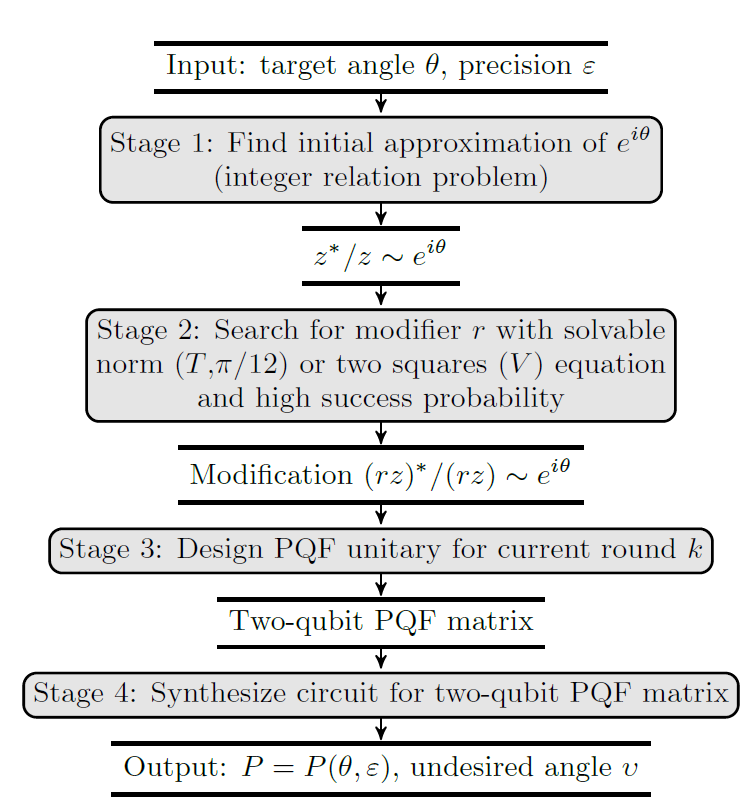 Input: target angle θ, precision ε
Stage 1: Find initial approximation of e^{iθ}
(integer relation problem)
z*/z ∼ e^{iθ}
Stage 2: Search for modifier r with solvable
norm (T,π/12) or two squares (V) equation
and high success probability
Modification (rz)*/(rz) ∼ e^{iθ}
Stage 3: Design PQF unitary for current round k
Two-qubit PQF matrix
Stage 4: Synthesize circuit for two-qubit PQF matrix
Output: P = P(θ, ε), undesired angle υ